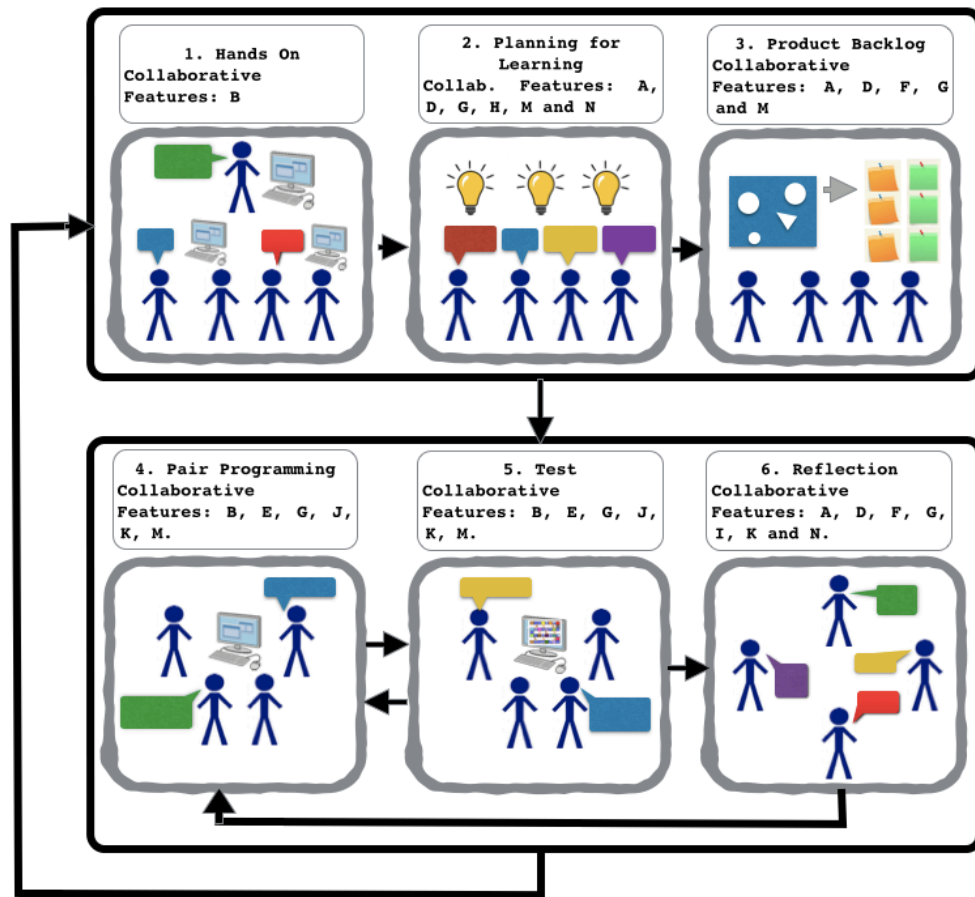 1. Hands On
Collaborative
Features: B
2. Planning for
Learning
Collab. Features: A,
D, G, H, M and N
3. Product Backlog
Collaborative
Features: A, D, F, G
and M
4. Pair Programming
Collaborative
Features: B, E, G, J,
K, M.
5. Test
Collaborative
Features: B, E, G, J,
K, M.
6. Reflection
Collaborative
Features: A, D, F, G,
I, K and N.